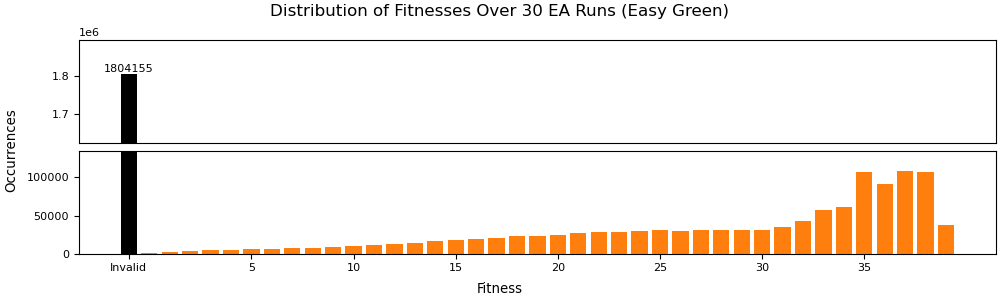 Distribution of Fitnesses Over 30 EA Runs (Easy Green)
1e6
1804155
1.8
1.7
Occurrences
100000
50000
0
Invalid 5 10 15 20 25 30 35
Fitness